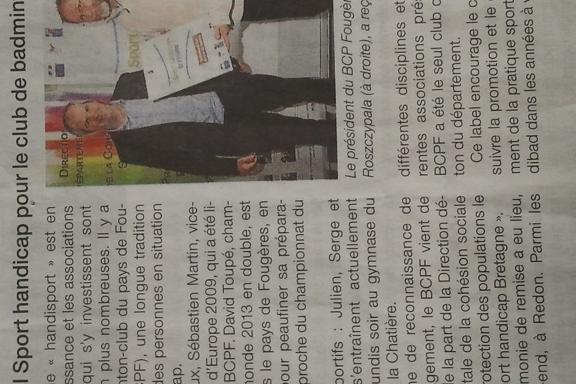 l Sport handicap pour le club de badmin
e « handisport » est en
ssance et les associations
qui s'y investissent sont
n plus nombreuses. Il y a
nton-club du pays de Fou-
PF), une longue tradition
des personnes en situation
ap.
ux, Sébastien Martin, vice-
d'Europe 2009, qui a été li-
BCPF, David Toupé, cham-
monde 2013 en double, est
s le pays de Fougères, en
pour peaufiner sa prépara-
proche du championnat du
portifs : Julien, Serge et
s'entraînent actuellement
undis soir au gymnase du
la Chatière.
ne de reconnaissance de
gement, le BCPF vient de
e la part de la Direction dé-
tale de la cohésion sociale
otection des populations le
ort handicap Bretagne »,
monie de remise a eu lieu,
end, à Redon. Parmi les
DIRECTION
ÉPARTEME
E LA COH
Sport
Le président du BCP Fougèr
Roszczypala (à droite), a reç
différentes disciplines et
rentes associations pré
BCPF a été le seul club d
ton du département.
Ce label encourage le c
suivre la promotion et le
ment de la pratique sport
dibad dans les années à v